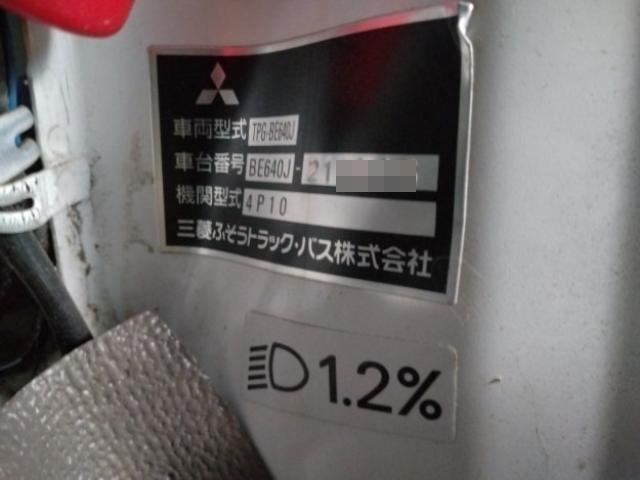 車両型式 TPG-BE640J
車台番号 BE640J-21
機関型式 4P10
三菱ふそうトラック・バス株式会社
1.2%